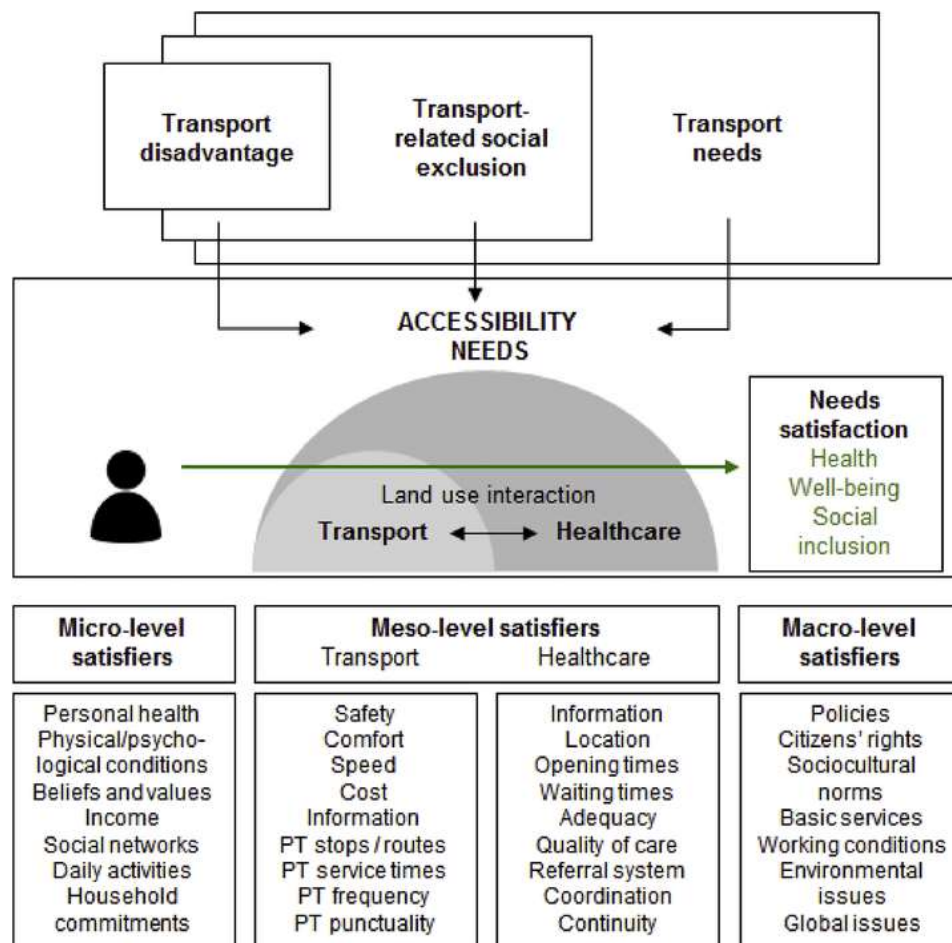 Transport
disadvantage
Transport-
related social
exclusion
Transport
needs
ACCESSIBILITY
NEEDS
Needs
satisfaction
Health
Well-being
Social
inclusion
Land use interaction
Transport
Healthcare
Micro-level
satisfiers
Personal health
Physical/psycho-
logical conditions
Beliefs and values
Income
Social networks
Daily activities
Household
commitments
Meso-level satisfiers
Transport
Healthcare
Safety
Comfort
Speed
Cost
Information
PT stops / routes
PT service times
PT frequency
PT punctuality
Information
Location
Opening times
Waiting times
Adequacy
Quality of care
Referral system
Coordination
Continuity
Macro-level
satisfiers
Policies
Citizens' rights
Sociocultural
norms
Basic services
Working conditions
Environmental
issues
Global issues